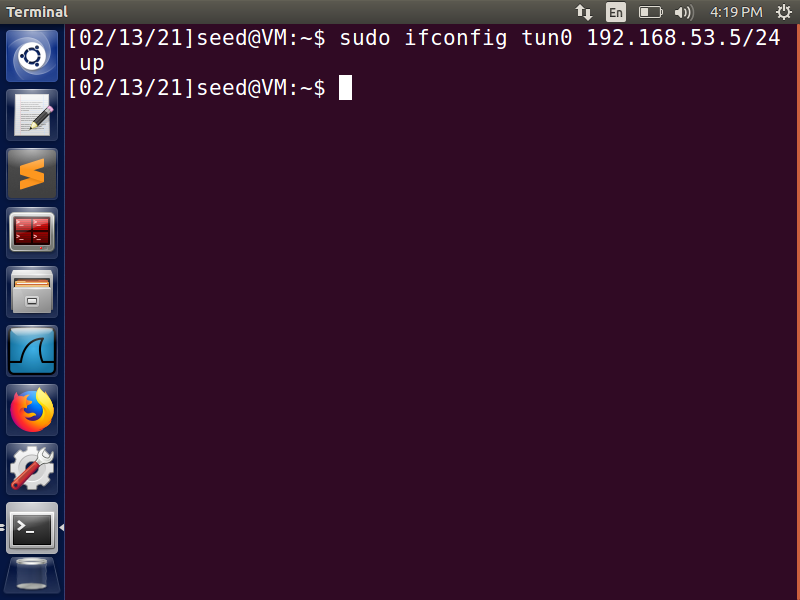 Terminal
En
4:19 PM
[02/13/21]seed@VM:~$ sudo ifconfig tun0 192.168.53.5/24
 up
[02/13/21]seed@VM:~$